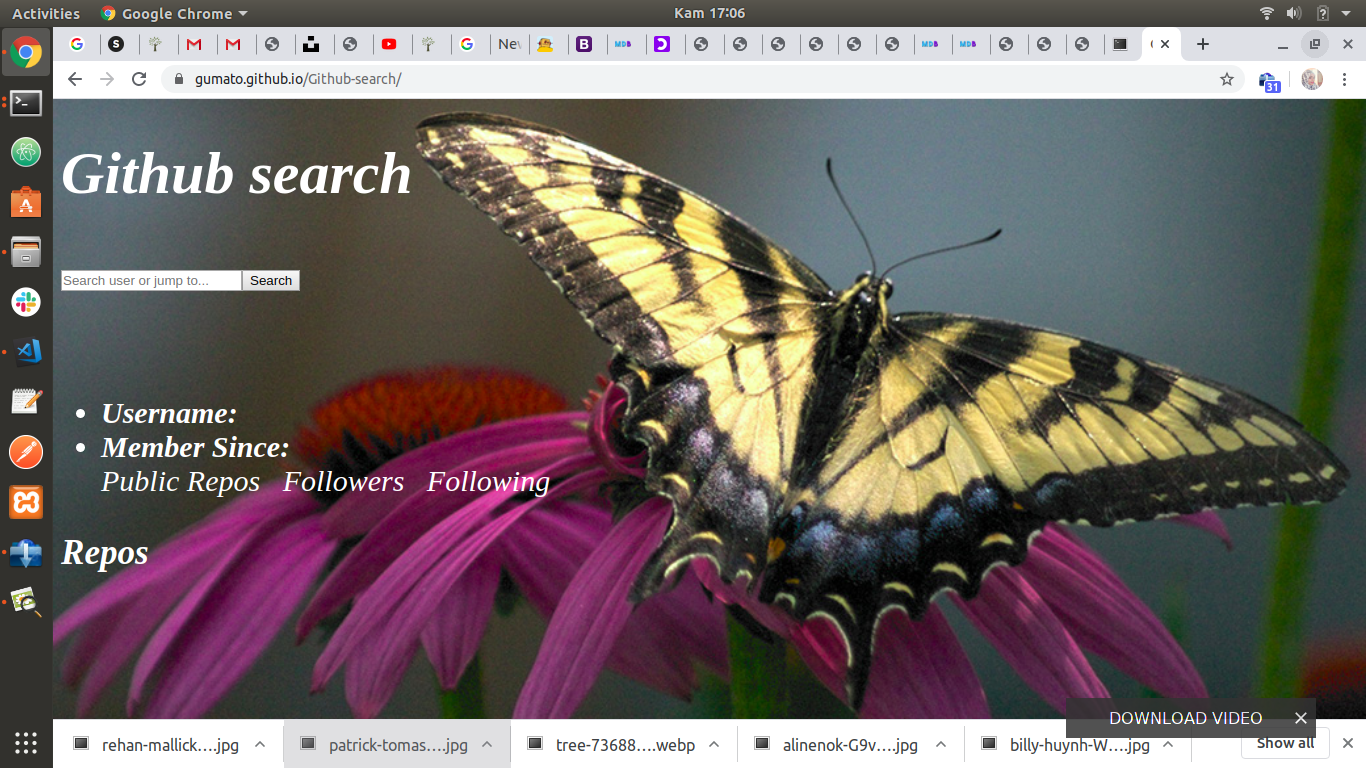 Activities Google Chrome Kam 17:06
New
gumato.github.io/Github-search/
31
Github search
Search user or jump to... Search
Username:
Member Since:
Public Repos Followers Following
Repos
DOWNLOAD VIDEO
rehan-mallick....jpg patrick-tomas....jpg tree-73688....webp alinenok-G9v....jpg billy-huynh-W....jpg Show all